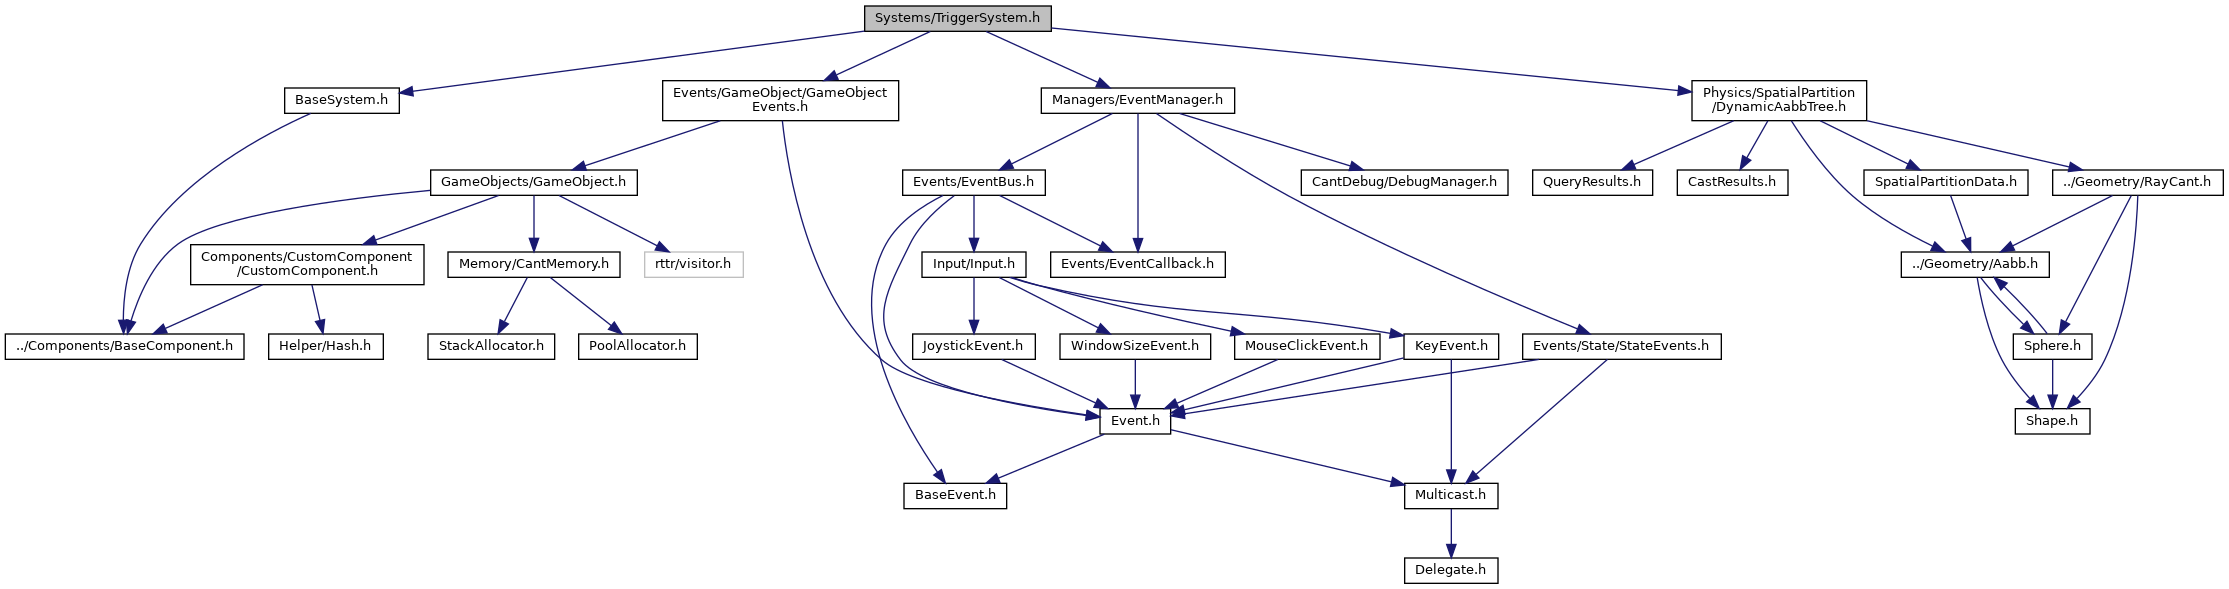 Systems/TriggerSystem.h
BaseSystem.h
Events/GameObject/GameObject
Events.h
Managers/EventManager.h
Physics/SpatialPartition
/DynamicAabbTree.h
GameObjects/GameObject.h
Events/EventBus.h
CantDebug/DebugManager.h
QueryResults.h
CastResults.h
SpatialPartitionData.h
../Geometry/RayCant.h
Components/CustomComponent
/CustomComponent.h
Memory/CantMemory.h
rttr/visitor.h
Input/Input.h
Events/EventCallback.h
../Geometry/Aabb.h
../Components/BaseComponent.h
Helper/Hash.h
StackAllocator.h
PoolAllocator.h
JoystickEvent.h
WindowSizeEvent.h
MouseClickEvent.h
KeyEvent.h
Events/State/StateEvents.h
Sphere.h
Event.h
Shape.h
BaseEvent.h
Multicast.h
Delegate.h